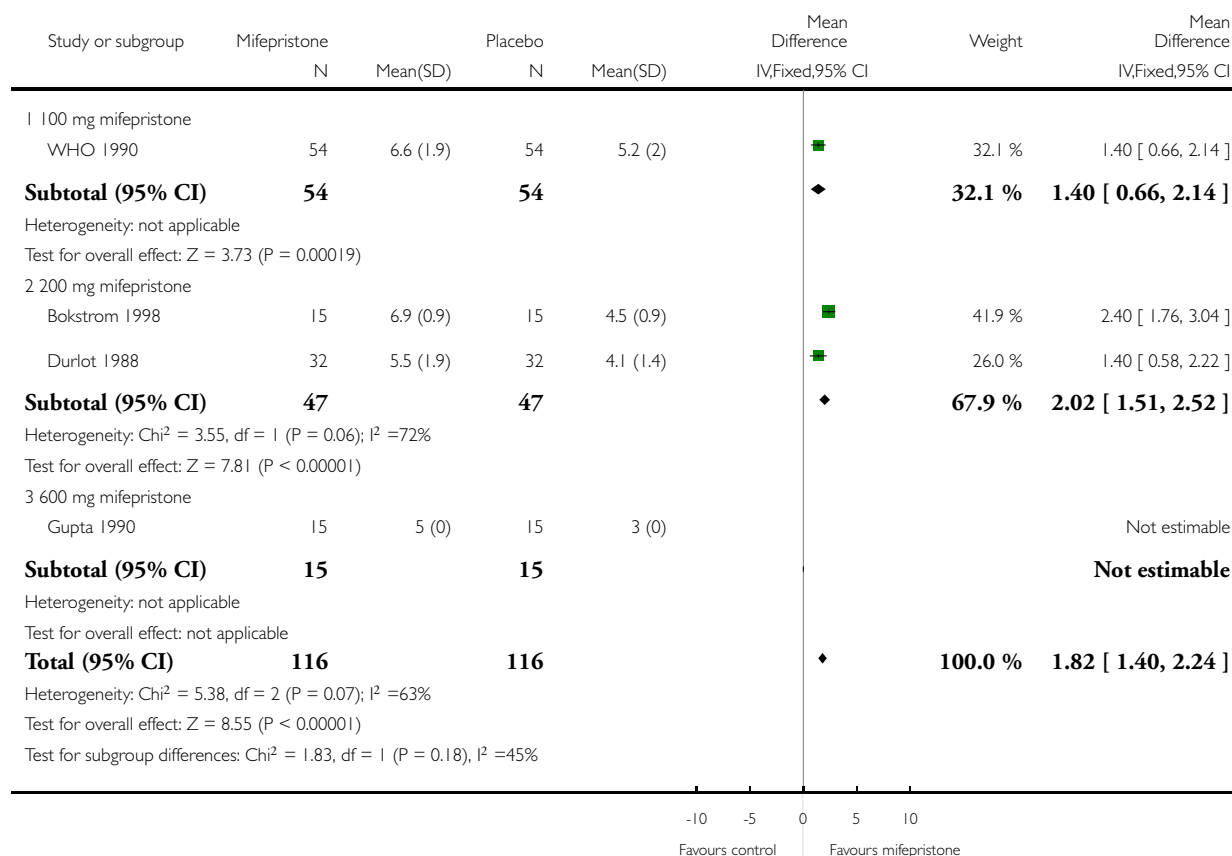 Study or subgroup Mifepristone Placebo Mean Difference Weight Mean Difference
N Mean(SD) N Mean(SD) IV,Fixed,95% CI IV,Fixed,95% CI
1 100 mg mifepristone
WHO 1990 54 6.6 (1.9) 54 5.2 (2) 32.1 % 1.40 [ 0.66, 2.14 ]
Subtotal (95% CI) 54 54 32.1 % 1.40 [ 0.66, 2.14 ]
Heterogeneity: not applicable
Test for overall effect: Z = 3.73 (P = 0.00019)
2 200 mg mifepristone
Bokstrom 1998 15 6.9 (0.9) 15 4.5 (0.9) 41.9 % 2.40 [ 1.76, 3.04 ]
Durlot 1988 32 5.5 (1.9) 32 4.1 (1.4) 26.0 % 1.40 [ 0.58, 2.22 ]
Subtotal (95% CI) 47 47 67.9 % 2.02 [ 1.51, 2.52 ]
Heterogeneity: Chi² = 3.55, df = 1 (P = 0.06); I² =72%
Test for overall effect: Z = 7.81 (P < 0.00001)
3 600 mg mifepristone
Gupta 1990 15 5 (0) 15 3 (0) Not estimable
Subtotal (95% CI) 15 15 Not estimable
Heterogeneity: not applicable
Test for overall effect: not applicable
Total (95% CI) 116 116 100.0 % 1.82 [ 1.40, 2.24 ]
Heterogeneity: Chi² = 5.38, df = 2 (P = 0.07); I² =63%
Test for overall effect: Z = 8.55 (P < 0.00001)
Test for subgroup differences: Chi² = 1.83, df = 1 (P = 0.18), I² =45%
-10 -5 0 5 10
Favours control Favours mifepristone